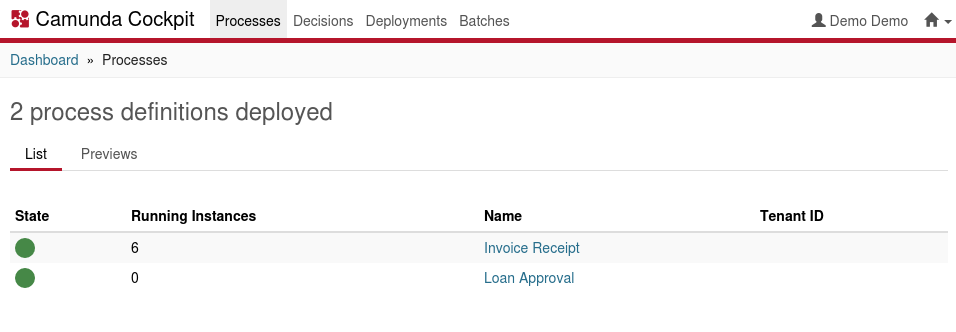 Camunda Cockpit Processes Decisions Deployments Batches Demo Demo
Dashboard » Processes
2 process definitions deployed
List Previews
State Running Instances Name Tenant ID
6 Invoice Receipt
0 Loan Approval